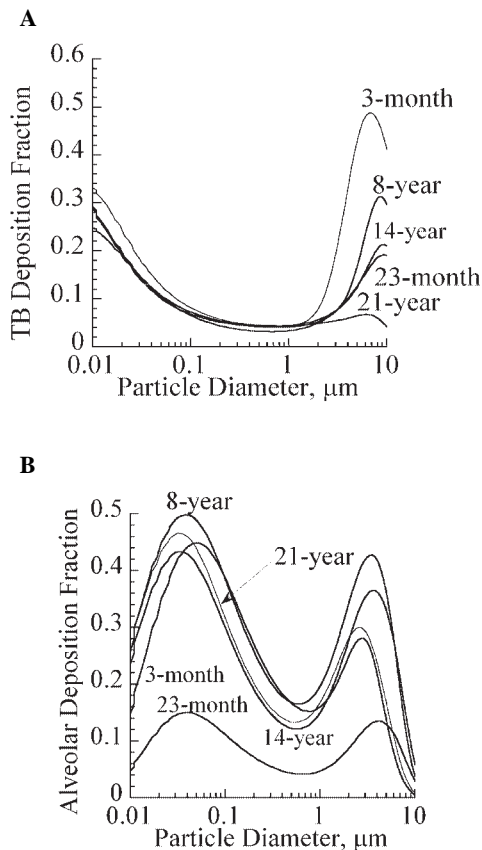 A
0.6
0.5
0.4
0.3
0.2
0.1
0
0.01
0.1
1
10
TB Deposition Fraction
Particle Diameter, μm
3-month
8-year
14-year
23-month
21-year
B
0.5
0.4
0.3
0.2
0.1
0
0.01
0.1
1
10
Alveolar Deposition Fraction
Particle Diameter, μm
8-year
21-year
3-month
23-month
14-year